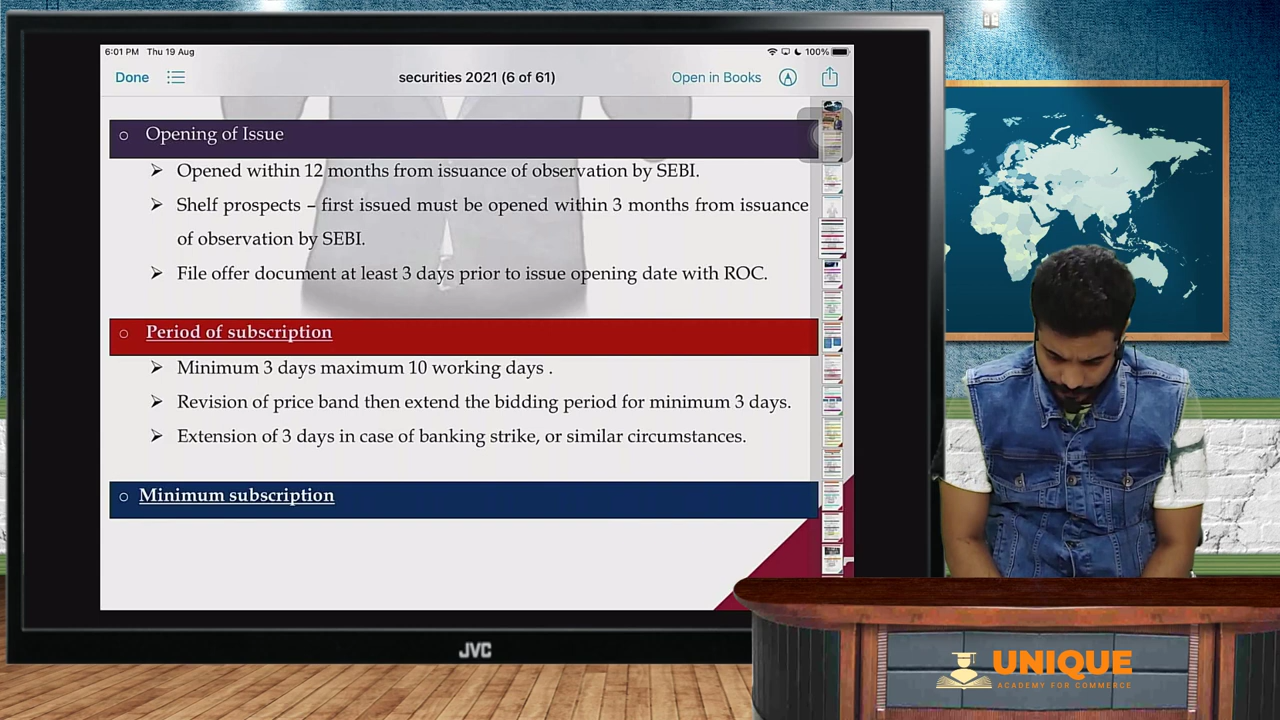 6:01 PM Thu 19 Aug
100%
Done
securities 2021 (6 of 61)
Open in Books
○ Opening of Issue
➢ Opened within 12 months from issuance of observation by SEBI.
➢ Shelf prospects – first issued must be opened within 3 months from issuance
of observation by SEBI.
➢ File offer document at least 3 days prior to issue opening date with ROC.
○ Period of subscription
➢ Minimum 3 days maximum 10 working days .
➢ Revision of price band then extend the bidding period for minimum 3 days.
➢ Extension of 3 days in case of banking strike, or similar circumstances.
○ Minimum subscription
JVC
UNIQUE
ACADEMY FOR COMMERCE